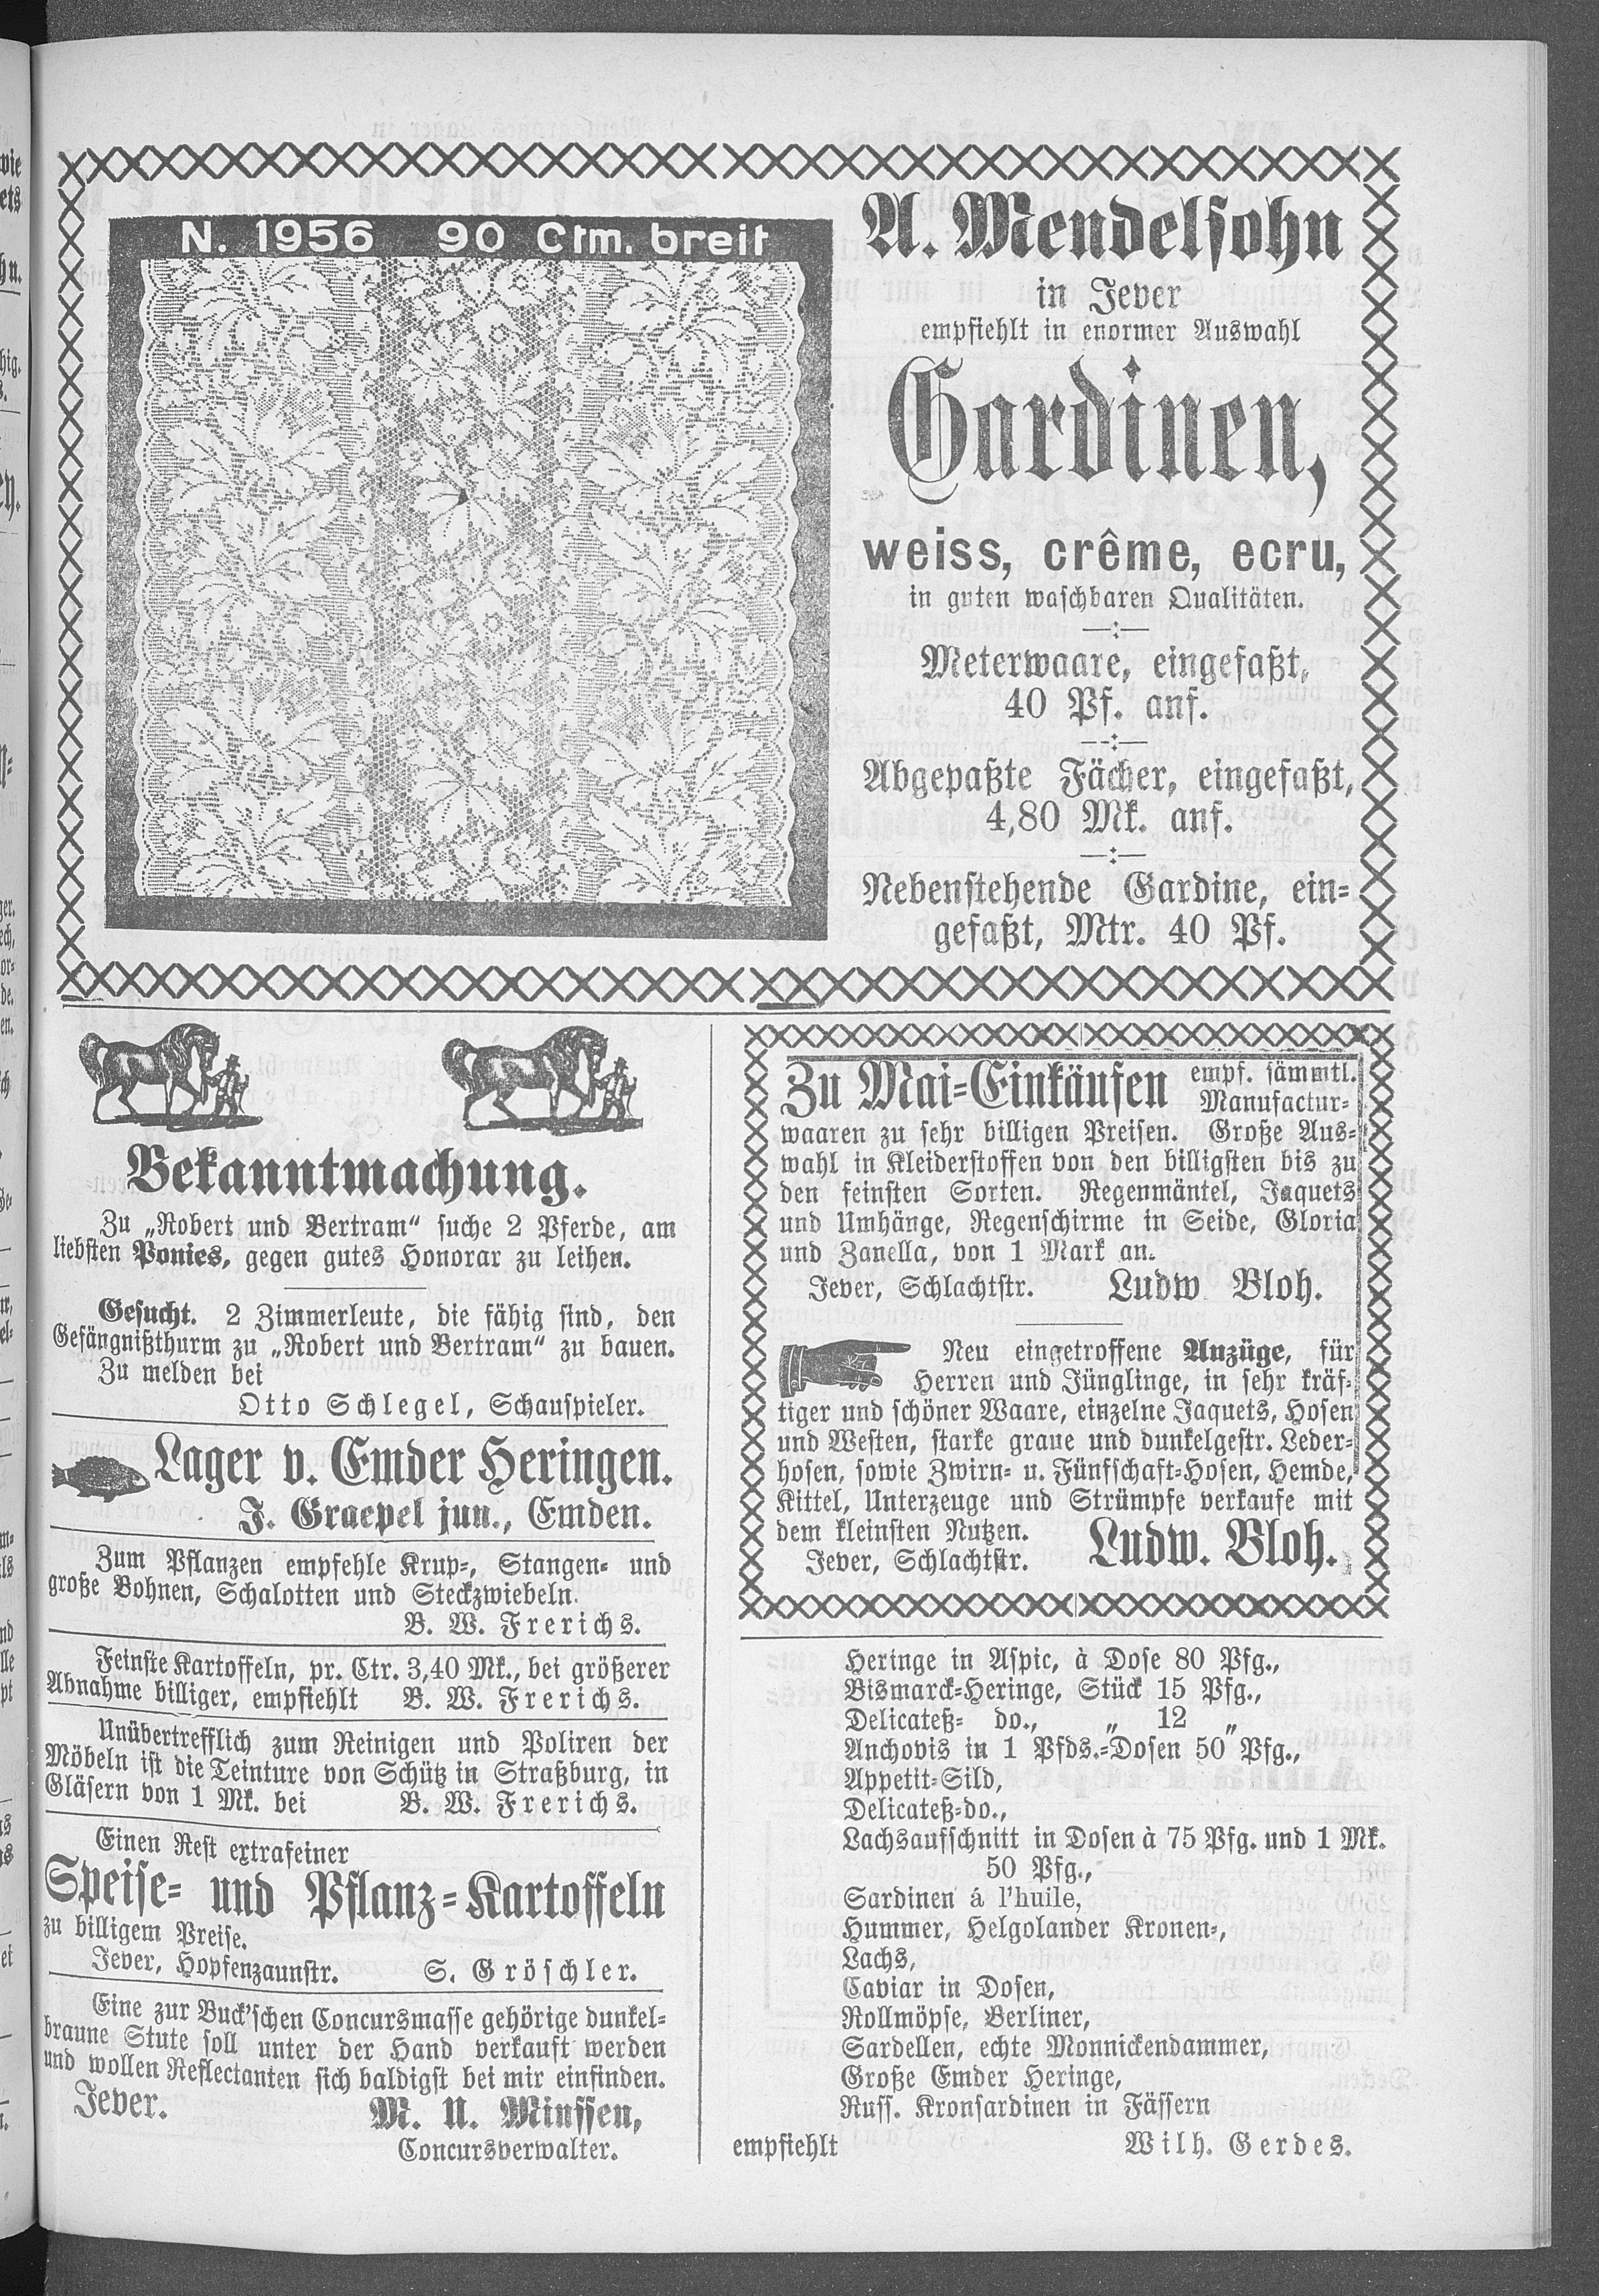 N. 1956 90 Ctm. breit
A. Mendelsohn
in Jever
empfiehlt in enormer Auswahl
Gardinen,
weiss, crême, ecru,
in guten waschbaren Qualitäten.
Meterwaare, eingefaßt,
40 Pf. anf.
Abgepaßte Fächer, eingefaßt,
4,80 Mk. anf.
Nebenstehende Gardine, ein=
gefaßt, Mtr. 40 Pf.
Bekanntmachung.
Zu „Robert und Bertram“ suche 2 Pferde, am
liebsten Ponies, gegen gutes Honorar zu leihen.
Gesucht. 2 Zimmerleute, die fähig sind, den
Gefängnißthurm zu „Robert und Bertram“ zu bauen.
Zu melden bei
Otto Schlegel, Schauspieler.
Lager v. Emder Heringen.
J. Graepel jun., Emden.
Zum Pflanzen empfehle Krup=, Stangen= und
große Bohnen, Schalotten und Steckzwiebeln.
B. W. Frerichs.
Feinste Kartoffeln, pr. Ctr. 3,40 Mk., bei größerer
Abnahme billiger, empfiehlt B. W. Frerichs.
Unübertrefflich zum Reinigen und Poliren der
Möbeln ist die Teinture von Schütz in Straßburg, in
Gläsern von 1 Mk. bei B. W. Frerichs.
Einen Rest extrafeiner
Speise= und Pflanz=Kartoffeln
zu billigem Preise.
Jever, Hopfenzaunstr. S. Gröschler.
Eine zur Buck'schen Concursmasse gehörige dunkel=
braune Stute soll unter der Hand verkauft werden
und wollen Reflectanten sich baldigst bei mir einfinden.
Jever. M. U. Minssen,
Concursverwalter.
Zu Mai=Einkäufen empf. sämmtl.
Manufactur=
waaren zu sehr billigen Preisen. Große Aus=
wahl in Kleiderstoffen von den billigsten bis zu
den feinsten Sorten. Regenmäntel, Jaquets
und Umhänge, Regenschirme in Seide, Gloria
und Zanella, von 1 Mark an.
Jever, Schlachtstr. Ludw. Bloh.
Neu eingetroffene Anzüge, für
Herren und Jünglinge, in sehr kräf=
tiger und schöner Waare, einzelne Jaquets, Hosen
und Westen, starke graue und dunkelgestr. Leder=
hosen, sowie Zwirn= u. Fünfschaft=Hosen, Hemde,
Kittel, Unterzeuge und Strümpfe verkaufe mit
dem kleinsten Nutzen.
Jever, Schlachtstr. Ludw. Bloh.
Heringe in Aspic, à Dose 80 Pfg.,
Bismarck=Heringe, Stück 15 Pfg.,
Delicateß= do., „ 12 „
Anchovis in 1 Pfds.=Dosen 50 Pfg.,
Appetit=Sild,
Delicateß=do.,
Lachsaufschnitt in Dosen à 75 Pfg. und 1 Mk.
50 Pfg.,
Sardinen á l'huile,
Hummer, Helgolander Kronen=,
Lachs,
Caviar in Dosen,
Rollmöpse, Berliner,
Sardellen, echte Monnickendammer,
Große Emder Heringe,
Russ. Kronsardinen in Fässern
empfiehlt Wilh. Gerdes.